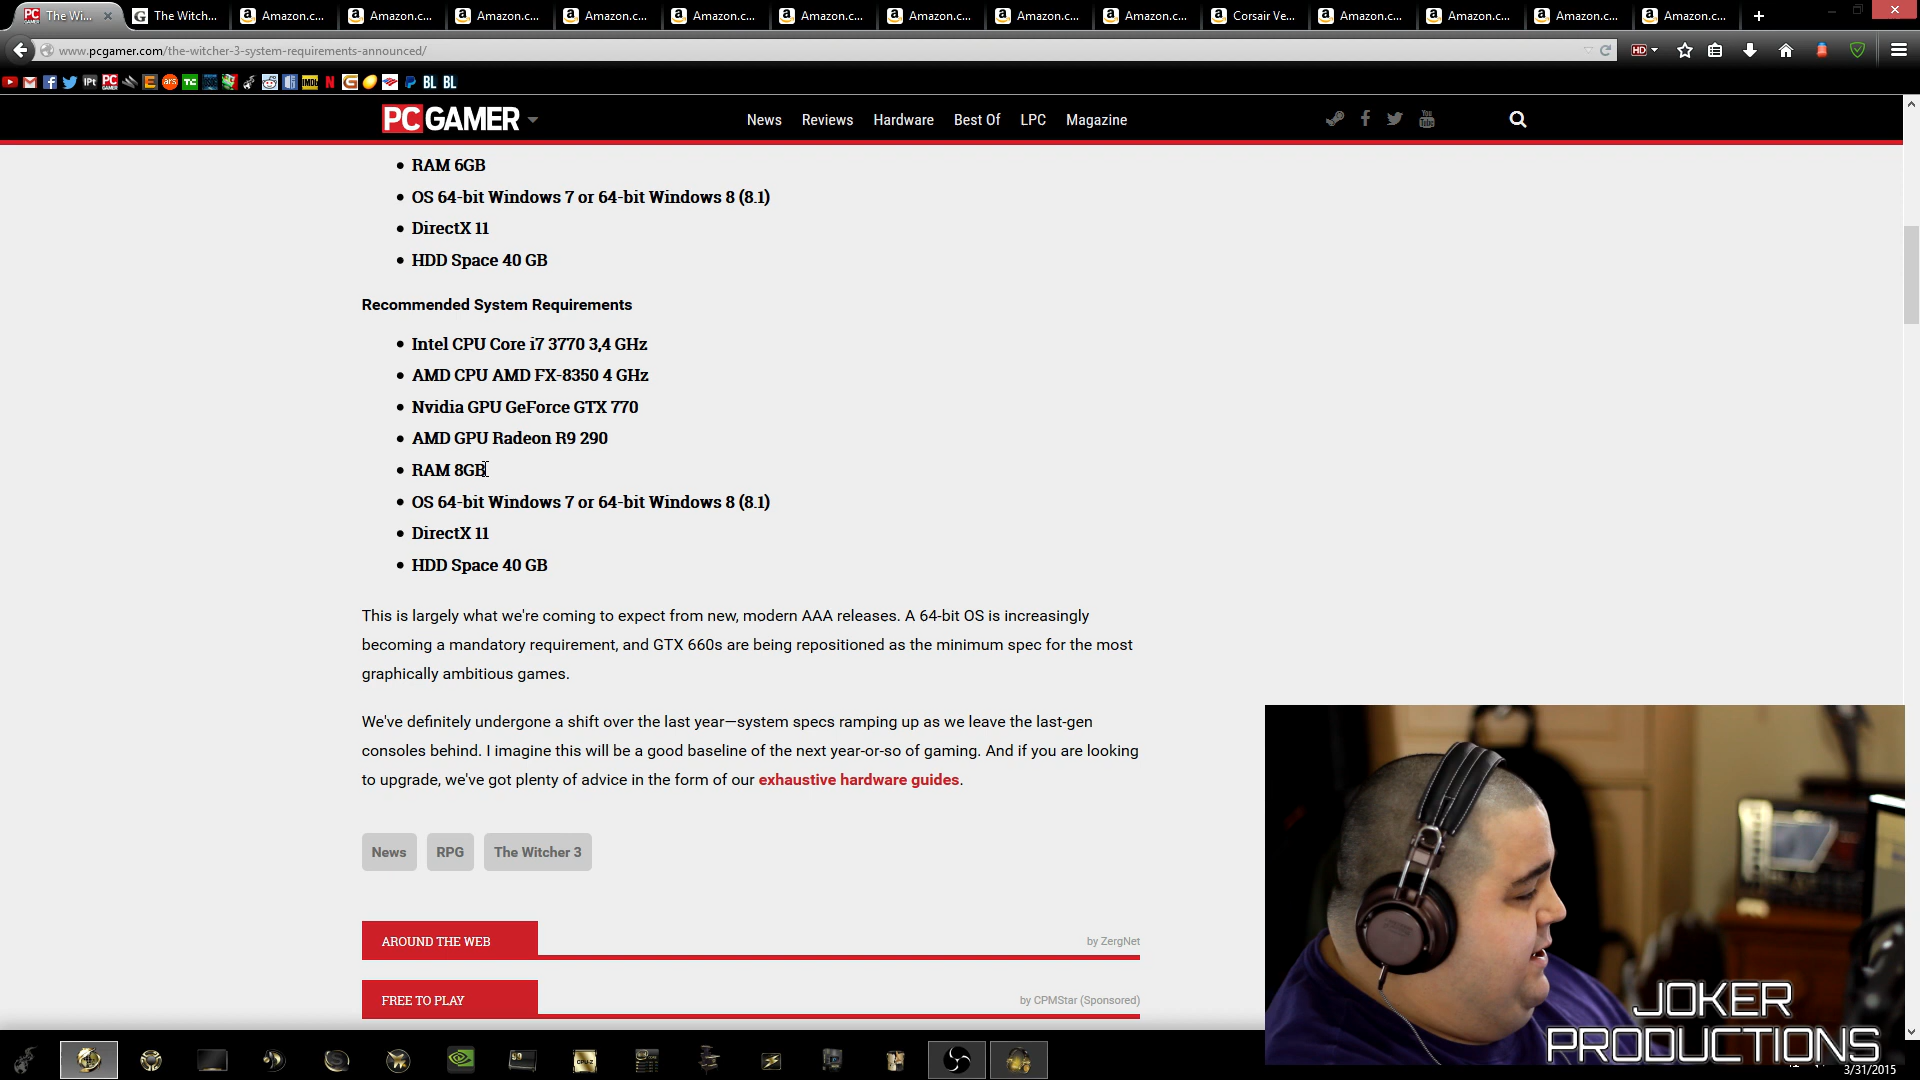 The Wi...
The Witch...
Amazon.c...
Amazon.c...
Amazon.c...
Amazon.c...
Amazon.c...
Amazon.c...
Amazon.c...
Amazon.c...
Amazon.c...
Corsair Ve...
Amazon.c...
Amazon.c...
Amazon.c...
Amazon.c...
www.pcgamer.com/the-witcher-3-system-requirements-announced/
HD
IPt
ars
TC
IMDb
BL
BL
PC GAMER
News
Reviews
Hardware
Best Of
LPC
Magazine
You Tube
• RAM 6GB
• OS 64-bit Windows 7 or 64-bit Windows 8 (8.1)
• DirectX 11
• HDD Space 40 GB
Recommended System Requirements
• Intel CPU Core i7 3770 3,4 GHz
• AMD CPU AMD FX-8350 4 GHz
• Nvidia GPU GeForce GTX 770
• AMD GPU Radeon R9 290
• RAM 8GB
• OS 64-bit Windows 7 or 64-bit Windows 8 (8.1)
• DirectX 11
• HDD Space 40 GB
This is largely what we're coming to expect from new, modern AAA releases. A 64-bit OS is increasingly
becoming a mandatory requirement, and GTX 660s are being repositioned as the minimum spec for the most
graphically ambitious games.
We've definitely undergone a shift over the last year—system specs ramping up as we leave the last-gen
consoles behind. I imagine this will be a good baseline of the next year-or-so of gaming. And if you are looking
to upgrade, we've got plenty of advice in the form of our exhaustive hardware guides.
News
RPG
The Witcher 3
AROUND THE WEB
by ZergNet
FREE TO PLAY
by CPMStar (Sponsored)
JOKER
PRODUCTIONS
CPU-Z
3/31/2015